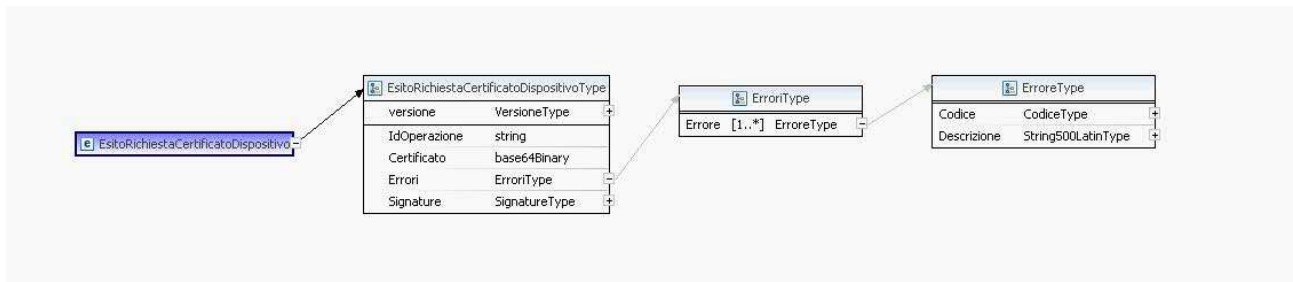 EsitoRichiestaCertificatoDispositivo
EsitoRichiestaCertificatoDispositivoType
versione VersioneType
IdOperazione string
Certificato base64Binary
Errori ErroriType
Signature SignatureType
ErroriType
Errore [1..*] ErroreType
ErroreType
Codice CodiceType
Descrizione String500LatinType